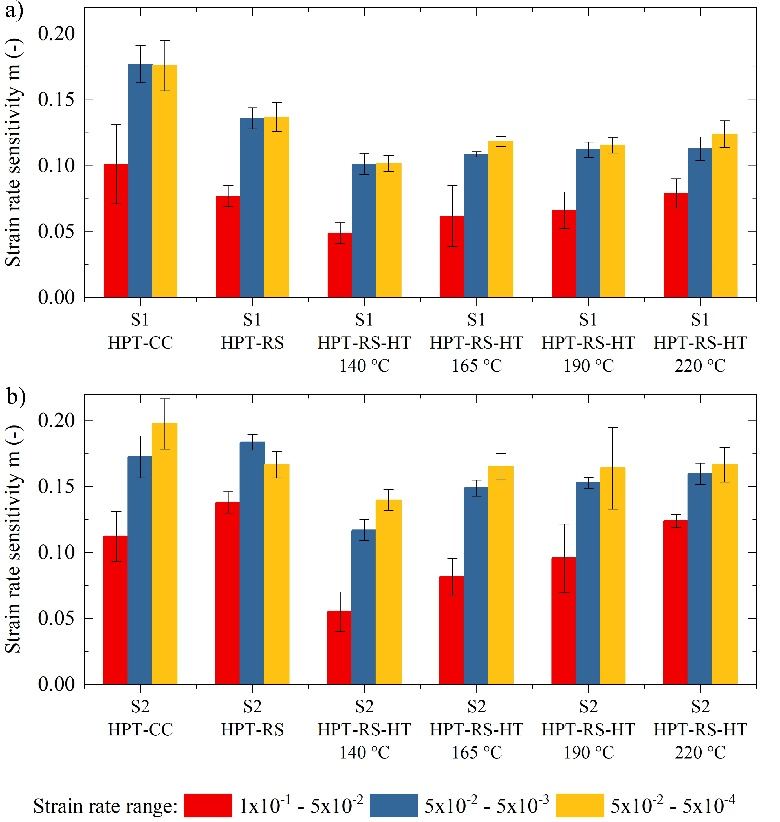 a)
Strain rate sensitivity m (-)
0.20
0.15
0.10
0.05
0.00
S1 S1 S1 S1 S1 S1
HPT-CC HPT-RS HPT-RS-HT HPT-RS-HT HPT-RS-HT HPT-RS-HT
140 °C 165 °C 190 °C 220 °C
b)
Strain rate sensitivity m (-)
0.20
0.15
0.10
0.05
0.00
S2 S2 S2 S2 S2 S2
HPT-CC HPT-RS HPT-RS-HT HPT-RS-HT HPT-RS-HT HPT-RS-HT
140 °C 165 °C 190 °C 220 °C
Strain rate range: 1x10⁻¹ - 5x10⁻² 5x10⁻² - 5x10⁻³ 5x10⁻² - 5x10⁻⁴